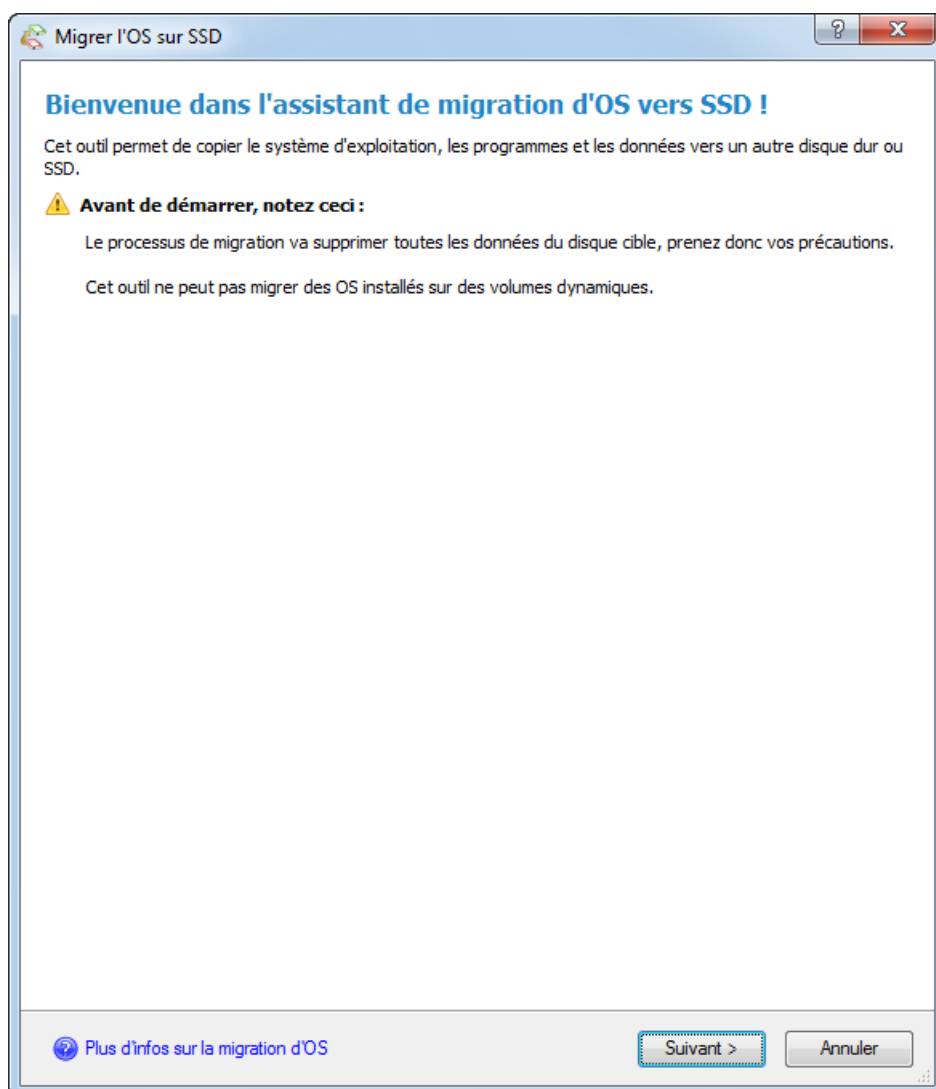 Migrer l'OS sur SSD
Bienvenue dans l'assistant de migration d'OS vers SSD !
Cet outil permet de copier le système d'exploitation, les programmes et les données vers un autre disque dur ou
SSD.
Avant de démarrer, notez ceci :
Le processus de migration va supprimer toutes les données du disque cible, prenez donc vos précautions.
Cet outil ne peut pas migrer des OS installés sur des volumes dynamiques.
Plus d'infos sur la migration d'OS
Suivant >
Annuler